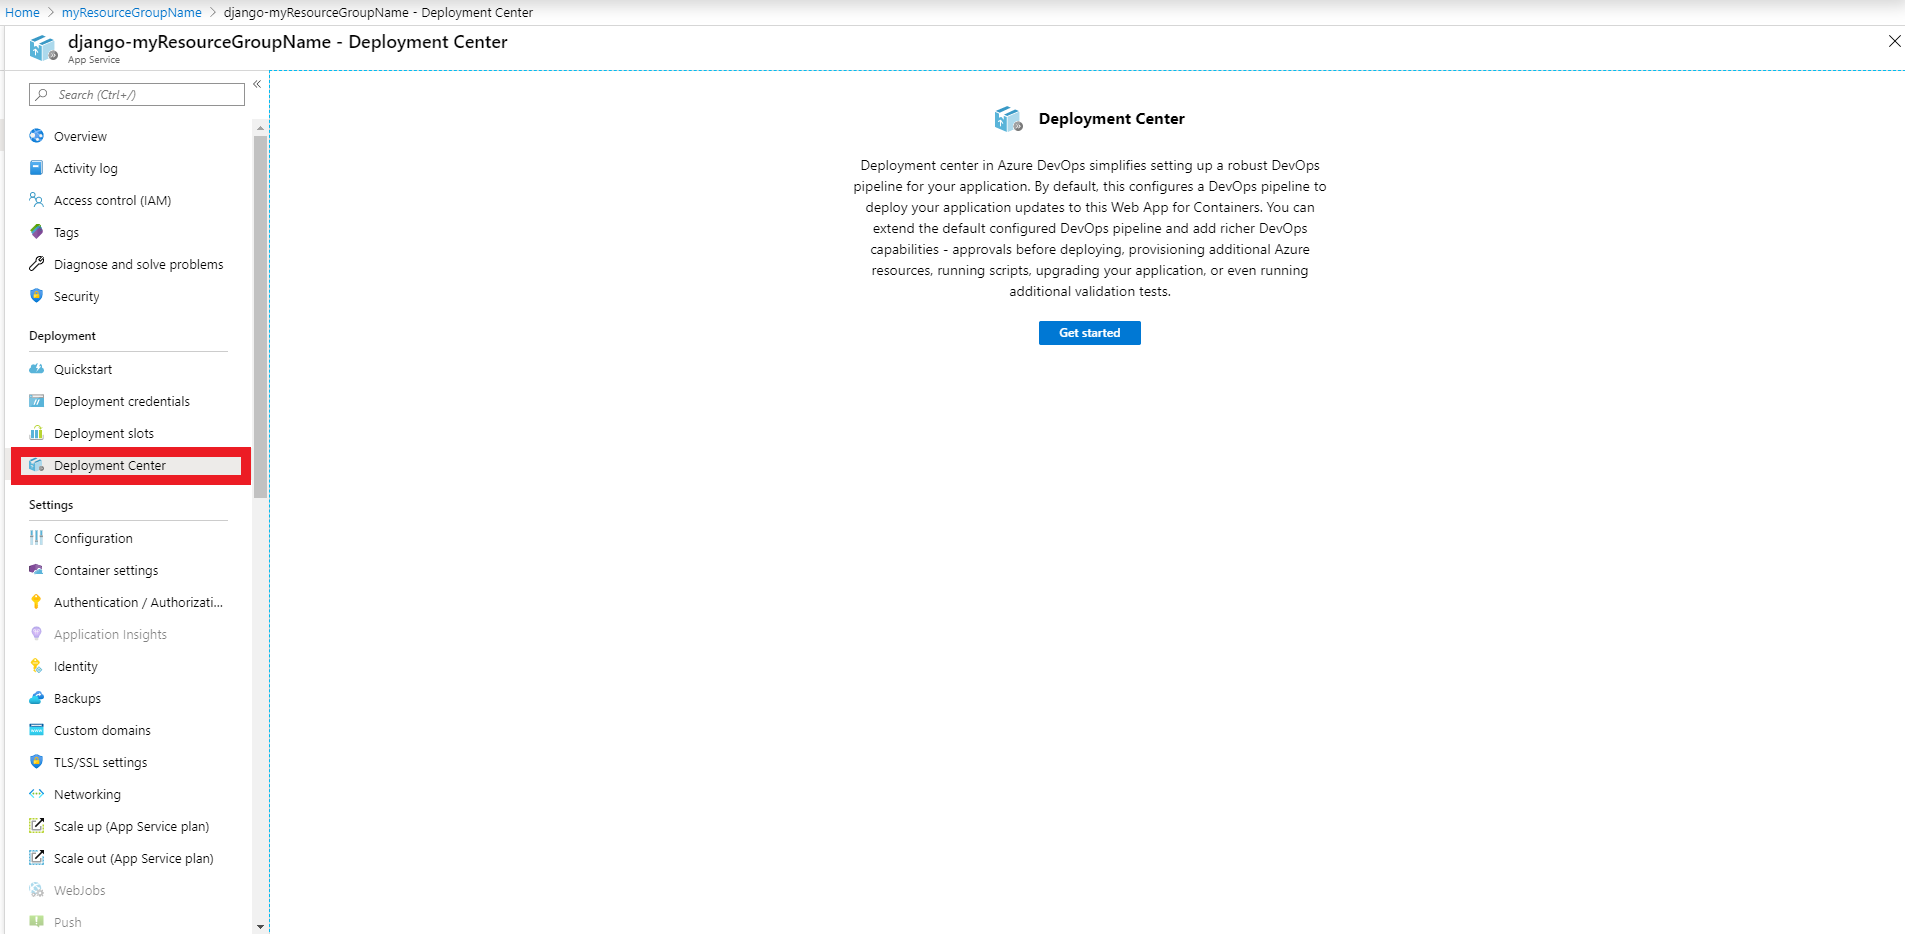 Home > myResourceGroupName > django-myResourceGroupName - Deployment Center
django-myResourceGroupName - Deployment Center
App Service
Search (Ctrl+/)
Overview
Activity log
Access control (IAM)
Tags
Diagnose and solve problems
Security
Deployment
Quickstart
Deployment credentials
Deployment slots
Deployment Center
Settings
Configuration
Container settings
Authentication / Authorizati...
Application Insights
Identity
Backups
Custom domains
TLS/SSL settings
Networking
Scale up (App Service plan)
Scale out (App Service plan)
WebJobs
Push
Deployment Center
Deployment center in Azure DevOps simplifies setting up a robust DevOps
pipeline for your application. By default, this configures a DevOps pipeline to
deploy your application updates to this Web App for Containers. You can
extend the default configured DevOps pipeline and add richer DevOps
capabilities - approvals before deploying, provisioning additional Azure
resources, running scripts, upgrading your application, or even running
additional validation tests.
Get started